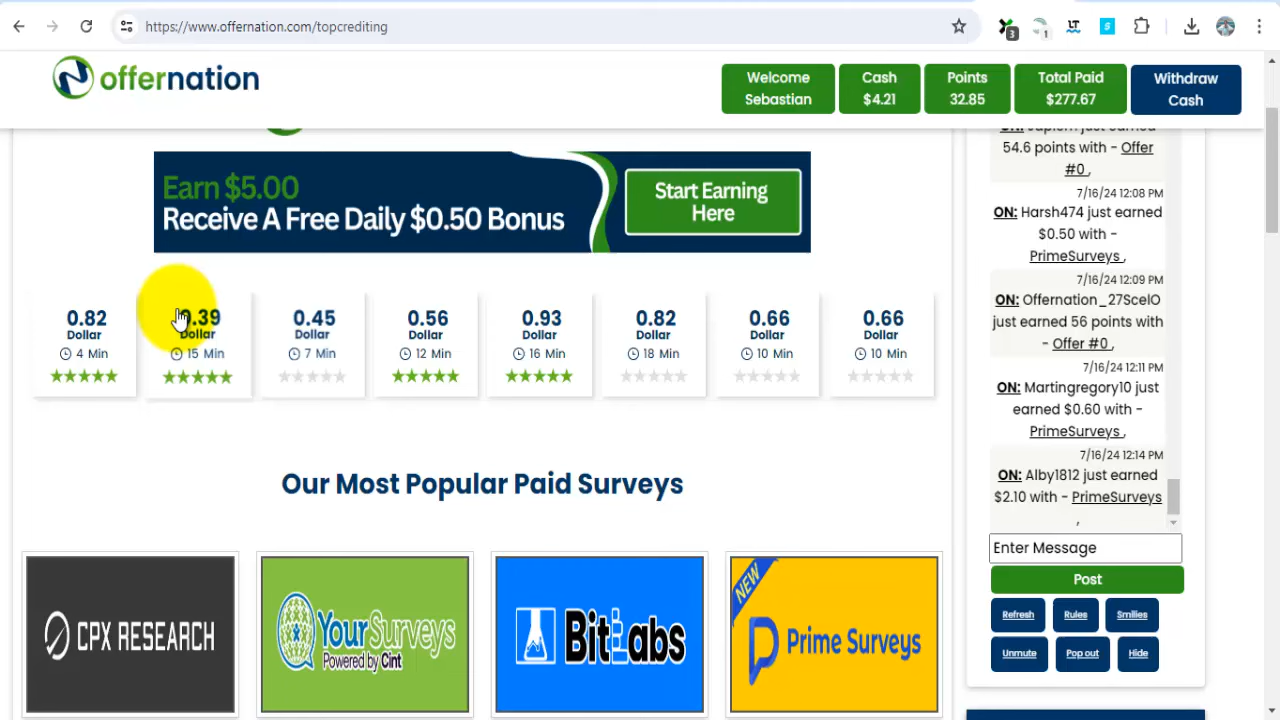 https://www.offernation.com/topcrediting
3
1
LT
S
offernation
Welcome
Sebastian
Cash
$4.21
Points
32.85
Total Paid
$277.67
Withdraw
Cash
Earn $5.00
Receive A Free Daily $0.50 Bonus
Start Earning
Here
0.82
Dollar
4 Min
0.39
Dollar
15 Min
0.45
Dollar
7 Min
0.56
Dollar
12 Min
0.93
Dollar
16 Min
0.82
Dollar
18 Min
0.66
Dollar
10 Min
0.66
Dollar
10 Min
Our Most Popular Paid Surveys
CPX RESEARCH
YourSurveys
Powered by Cint
BitLabs
NEW
Prime Surveys
54.6 points with - Offer
#0 ,
7/16/24 12:08 PM
ON: Harsh474 just earned
$0.50 with -
PrimeSurveys ,
7/16/24 12:09 PM
ON: Offernation_27ScelO
just earned 56 points with
- Offer #0 ,
7/16/24 12:11 PM
ON: Martingregory10 just
earned $0.60 with -
PrimeSurveys ,
7/16/24 12:14 PM
ON: Alby1812 just earned
$2.10 with - PrimeSurveys
,
Enter Message
Post
Refresh
Rules
Smilies
Unmute
Pop out
Hide